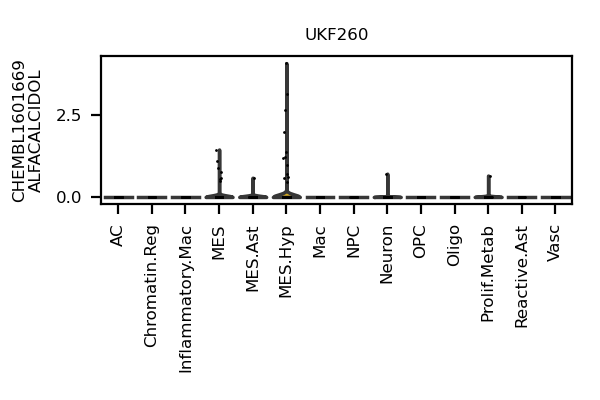 UKF260
CHEMBL1601669
ALFACALCIDOL
2.5
0.0
AC
Chromatin.Reg
Inflammatory.Mac
MES
MES.Ast
MES.Hyp
Mac
NPC
Neuron
OPC
Oligo
Prolif.Metab
Reactive.Ast
Vasc